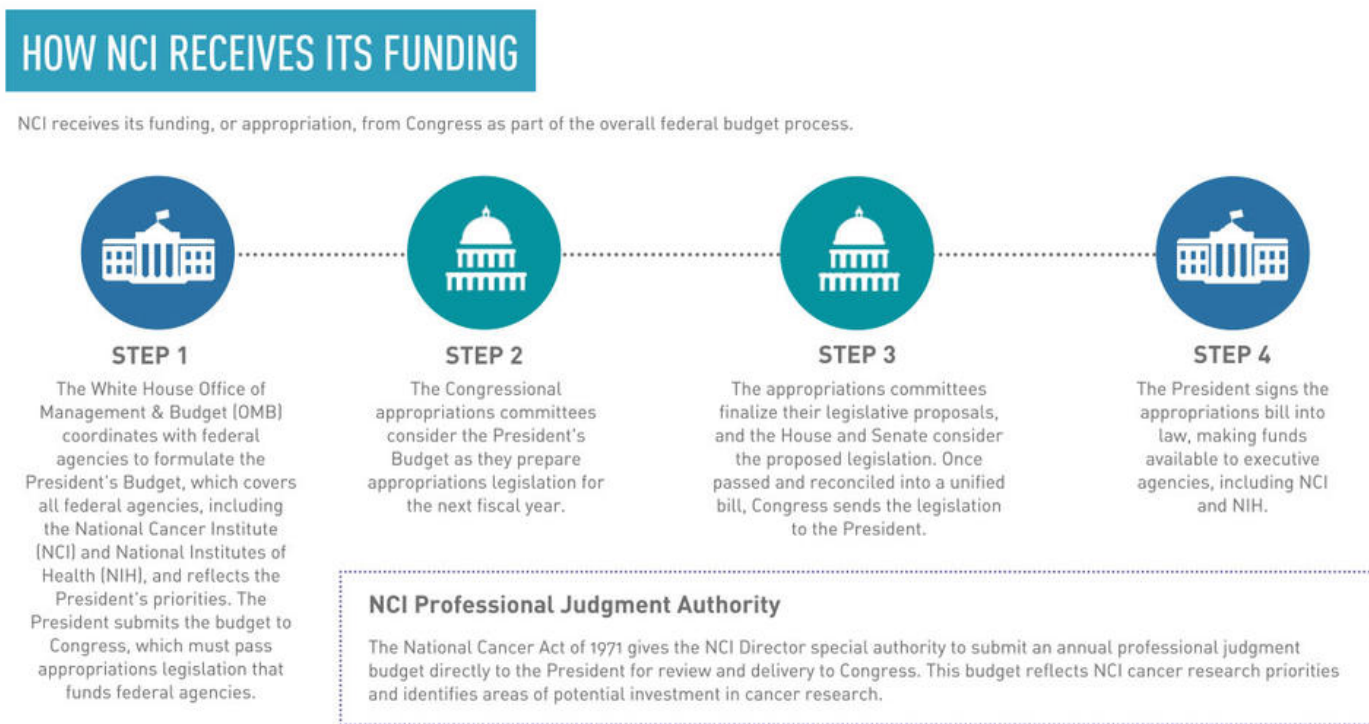 HOW NCI RECEIVES ITS FUNDING
NCI receives its funding, or appropriation, from Congress as part of the overall federal budget process.
STEP 1
The White House Office of
Management & Budget (OMB)
coordinates with federal
agencies to formulate the
President's Budget, which covers
all federal agencies, including
the National Cancer Institute
(NCI) and National Institutes of
Health (NIH), and reflects the
President's priorities. The
President submits the budget to
Congress, which must pass
appropriations legislation that
funds federal agencies.
STEP 2
The Congressional
appropriations committees
consider the President's
Budget as they prepare
appropriations legislation for
the next fiscal year.
STEP 3
The appropriations committees
finalize their legislative proposals,
and the House and Senate consider
the proposed legislation. Once
passed and reconciled into a unified
bill, Congress sends the legislation
to the President.
STEP 4
The President signs the
appropriations bill into
law, making funds
available to executive
agencies, including NCI
and NIH.
NCI Professional Judgment Authority
The National Cancer Act of 1971 gives the NCI Director special authority to submit an annual professional judgment
budget directly to the President for review and delivery to Congress. This budget reflects NCI cancer research priorities
and identifies areas of potential investment in cancer research.